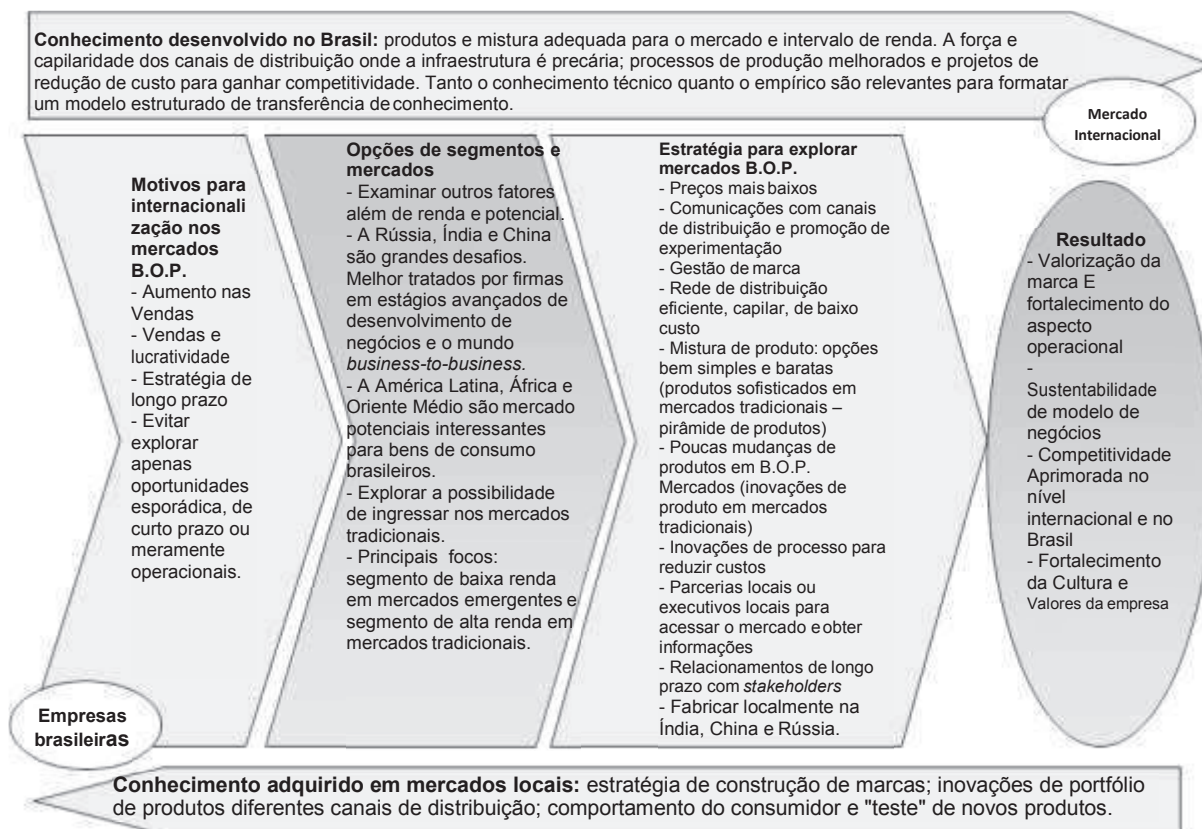 Conhecimento desenvolvido no Brasil: produtos e mistura adequada para o mercado e intervalo de renda. A força e
capilaridade dos canais de distribuição onde a infraestrutura é precária; processos de produção melhorados e projetos de
redução de custo para ganhar competitividade. Tanto o conhecimento técnico quanto o empírico são relevantes para formatar
um modelo estruturado de transferência de conhecimento.
Mercado
Internacional
Motivos para
internacionali
zação nos
mercados
B.O.P.
- Aumento nas
Vendas
- Vendas e
lucratividade
- Estratégia de
longo prazo
- Evitar
explorar
apenas
oportunidades
esporádica, de
curto prazo ou
meramente
operacionais.
Opções de segmentos e
mercados
- Examinar outros fatores
além de renda e potencial.
- A Rússia, Índia e China
são grandes desafios.
Melhor tratados por firmas
em estágios avançados de
desenvolvimento de
negócios e o mundo
business-to-business.
- A América Latina, África e
Oriente Médio são mercado
potenciais interessantes
para bens de consumo
brasileiros.
- Explorar a possibilidade
de ingressar nos mercados
tradicionais.
- Principais focos:
segmento de baixa renda
em mercados emergentes e
segmento de alta renda em
mercados tradicionais.
Estratégia para explorar
mercados B.O.P.
- Preços mais baixos
- Comunicações com canais
de distribuição e promoção de
experimentação
- Gestão de marca
- Rede de distribuição
eficiente, capilar, de baixo
custo
- Mistura de produto: opções
bem simples e baratas
(produtos sofisticados em
mercados tradicionais –
pirâmide de produtos)
- Poucas mudanças de
produtos em B.O.P.
Mercados (inovações de
produto em mercados
tradicionais)
- Inovações de processo para
reduzir custos
- Parcerias locais ou
executivos locais para
acessar o mercado e obter
informações
- Relacionamentos de longo
prazo com stakeholders
- Fabricar localmente na
Índia, China e Rússia.
Resultado
- Valorização da
marca E
fortalecimento do
aspecto
operacional
-
Sustentabilidade
de modelo de
negócios
- Competitividade
Aprimorada no
nível
internacional e no
Brasil
- Fortalecimento
da Cultura e
Valores da empresa
Empresas
brasileiras
Conhecimento adquirido em mercados locais: estratégia de construção de marcas; inovações de portfólio
de produtos diferentes canais de distribuição; comportamento do consumidor e "teste" de novos produtos.